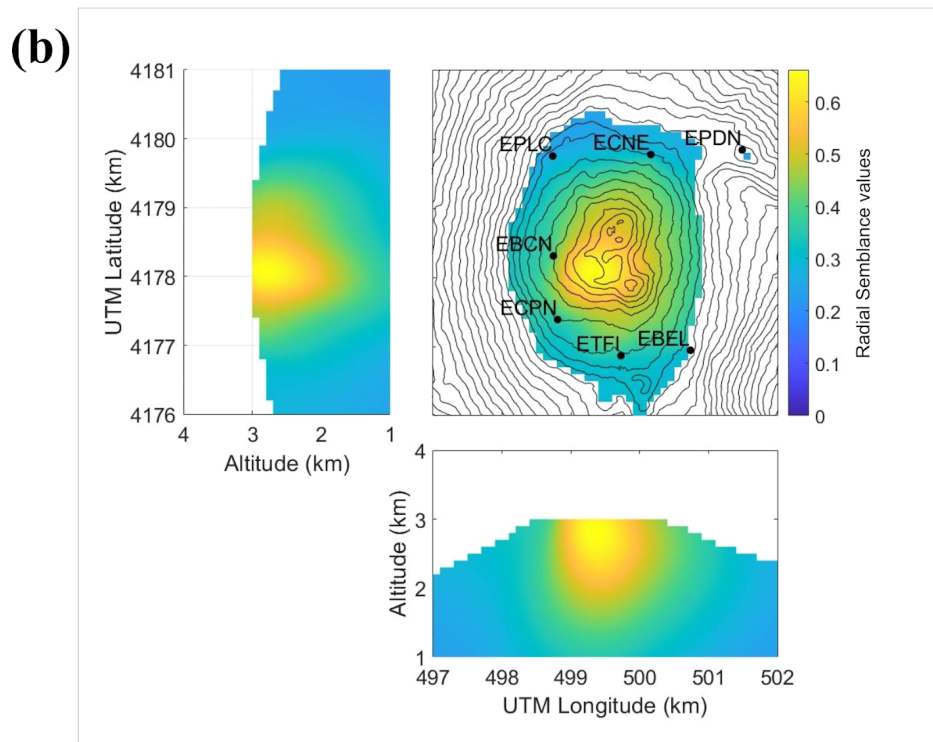 (b)
4181
4180
4179
4178
4177
4176
UTM Latitude (km)
4 3 2 1
Altitude (km)
EPLC
ECNE
EPDN
EBCN
ECPN
ETFI
EBEL
0.6
0.5
0.4
0.3
0.2
0.1
0
Radial Semblance values
4
3
2
1
Altitude (km)
497 498 499 500 501 502
UTM Longitude (km)